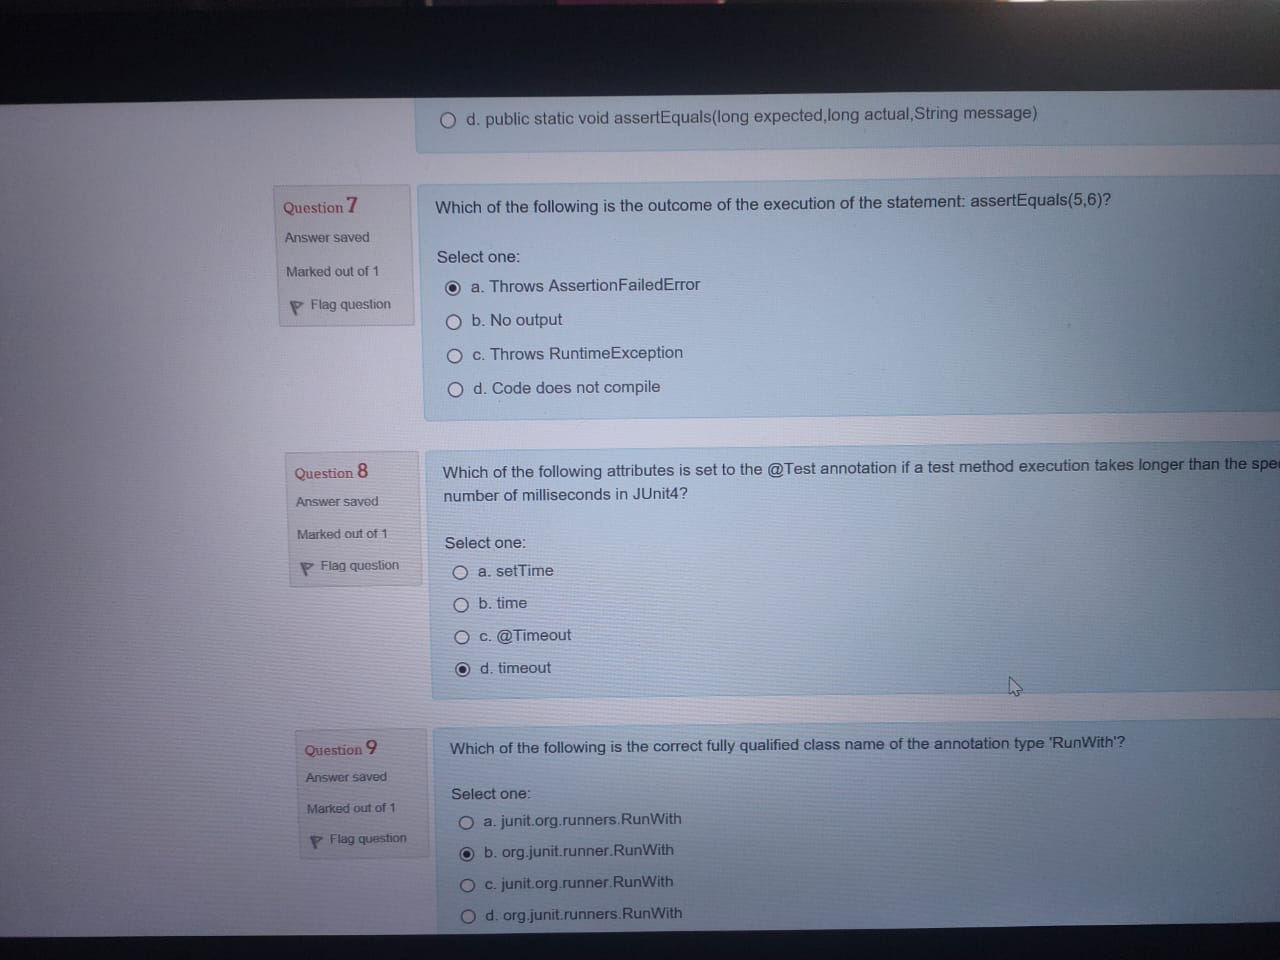 d. public static void assertEquals(long expected,long actual,String message)
Question 7
Answer saved
Marked out of 1
Flag question
Which of the following is the outcome of the execution of the statement: assertEquals(5,6)?
Select one:
a. Throws AssertionFailedError
b. No output
c. Throws RuntimeException
d. Code does not compile
Question 8
Answer saved
Marked out of 1
Flag question
Which of the following attributes is set to the @Test annotation if a test method execution takes longer than the spe
number of milliseconds in JUnit4?
Select one:
a. setTime
b. time
c. @Timeout
d. timeout
Question 9
Answer saved
Marked out of 1
Flag question
Which of the following is the correct fully qualified class name of the annotation type 'RunWith'?
Select one:
a. junit.org.runners.RunWith
b. org.junit.runner.RunWith
c. junit.org.runner.RunWith
d. org.junit.runners.RunWith